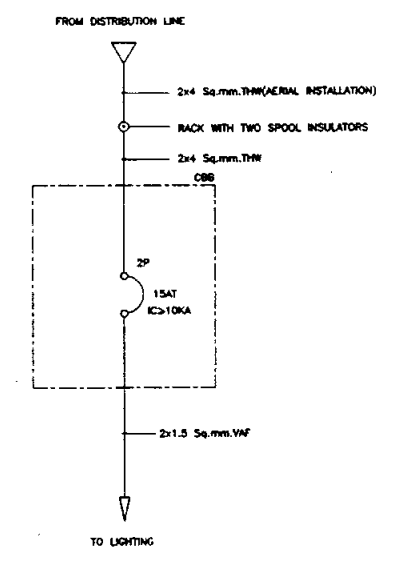 FROM DISTRIBUTION LINE
2x4 Sq.mm.THW(AERIAL INSTALLATION)
RACK WITH TWO SPOOL INSULATORS
2x4 Sq.mm.THW
CBB
2P
15AT
IC≥10KA
2x1.5 Sq.mm.VAF
TO LIGHTING